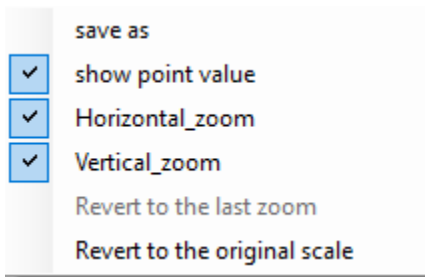 save as
show point value
Horizontal_zoom
Vertical_zoom
Revert to the last zoom
Revert to the original scale